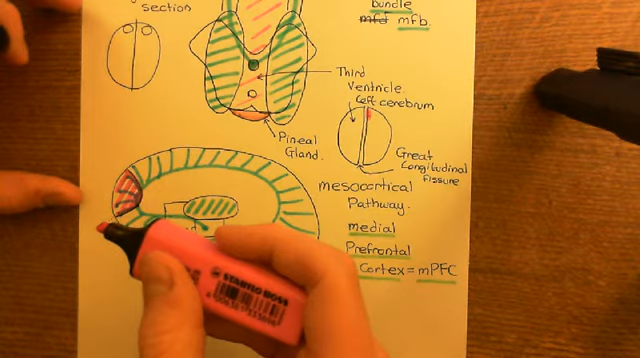 section
bundle
mfd mfb.
Third
Ventricle.
Left cerebrum
Pineal
Gland.
Great
Longitudinal
Fissure
mesocortical
Pathway.
medial
Prefrontal
Cortex = mPFC
STABILO BOSS